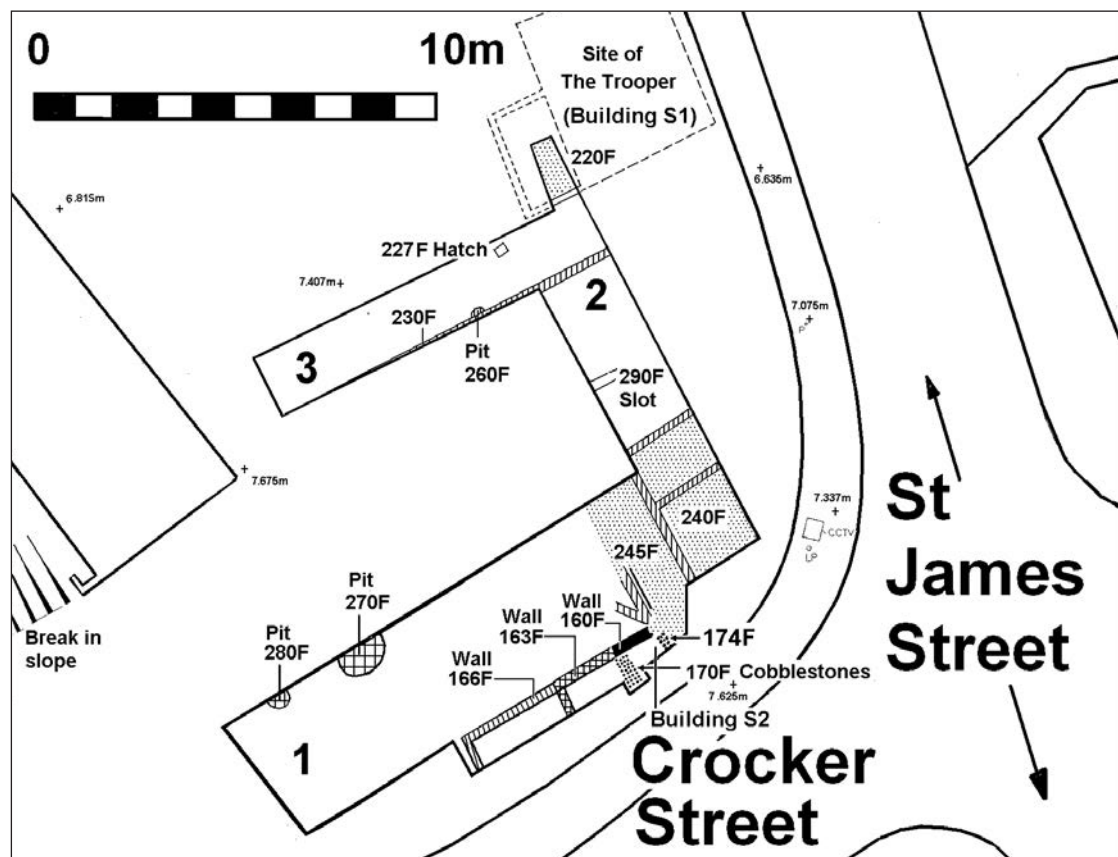 0
10m
Site of
The Trooper
(Building S1)
220F
6.635m
6.815m
227F Hatch
7.407m
2
7.075m
230F
3
Pit
260F
290F
Slot
7.675m
St
James
Street
7.337m
CCTV
LP
240F
245F
Pit
270F
Wall
160F
Wall
163F
174F
Pit
280F
Break in
slope
Wall
166F
170F Cobblestones
7.625m
Building S2
1
Crocker
Street